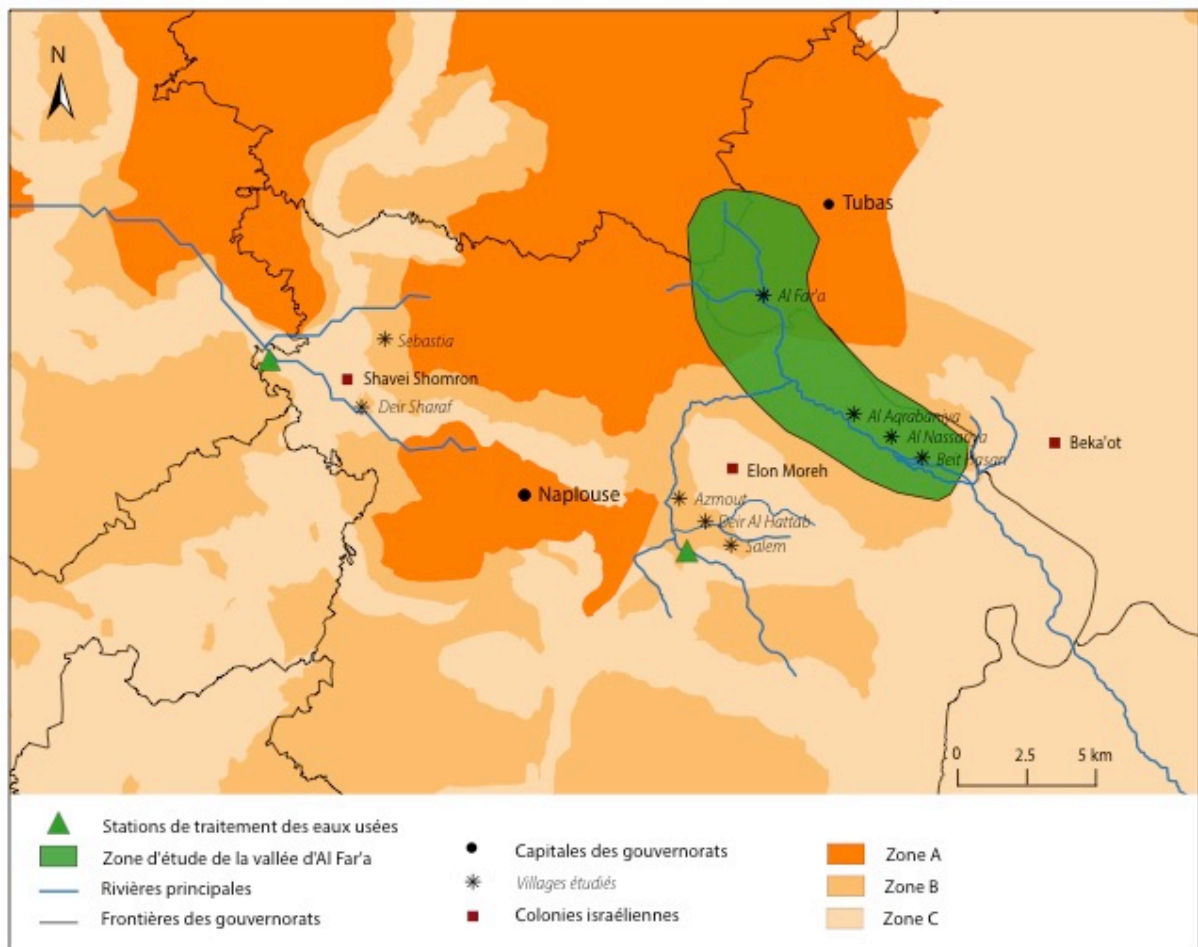 N
Tubas
Al Far'a
Sebastia
Shavei Shomron
Deir Sharaf
Al Aqrabaniya
Al Nassarya
Beit Hasan
Beka'ot
Elon Moreh
Naplouse
Azmout
Deir Al Hattab
Salem
0 2.5 5 km
Stations de traitement des eaux usées
Zone d'étude de la vallée d'Al Far'a
Rivières principales
Frontières des gouvernorats
Capitales des gouvernorats
Villages étudiés
Colonies israéliennes
Zone A
Zone B
Zone C